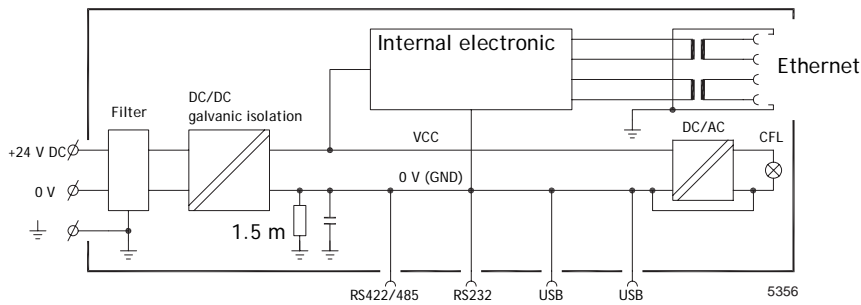 Internal electronic
Ethernet
DC/DC
galvanic isolation
Filter
DC/AC
CFL
+24 V DC
VCC
0 V
0 V (GND)
1.5 m
RS422/485
RS232
USB
USB
5356